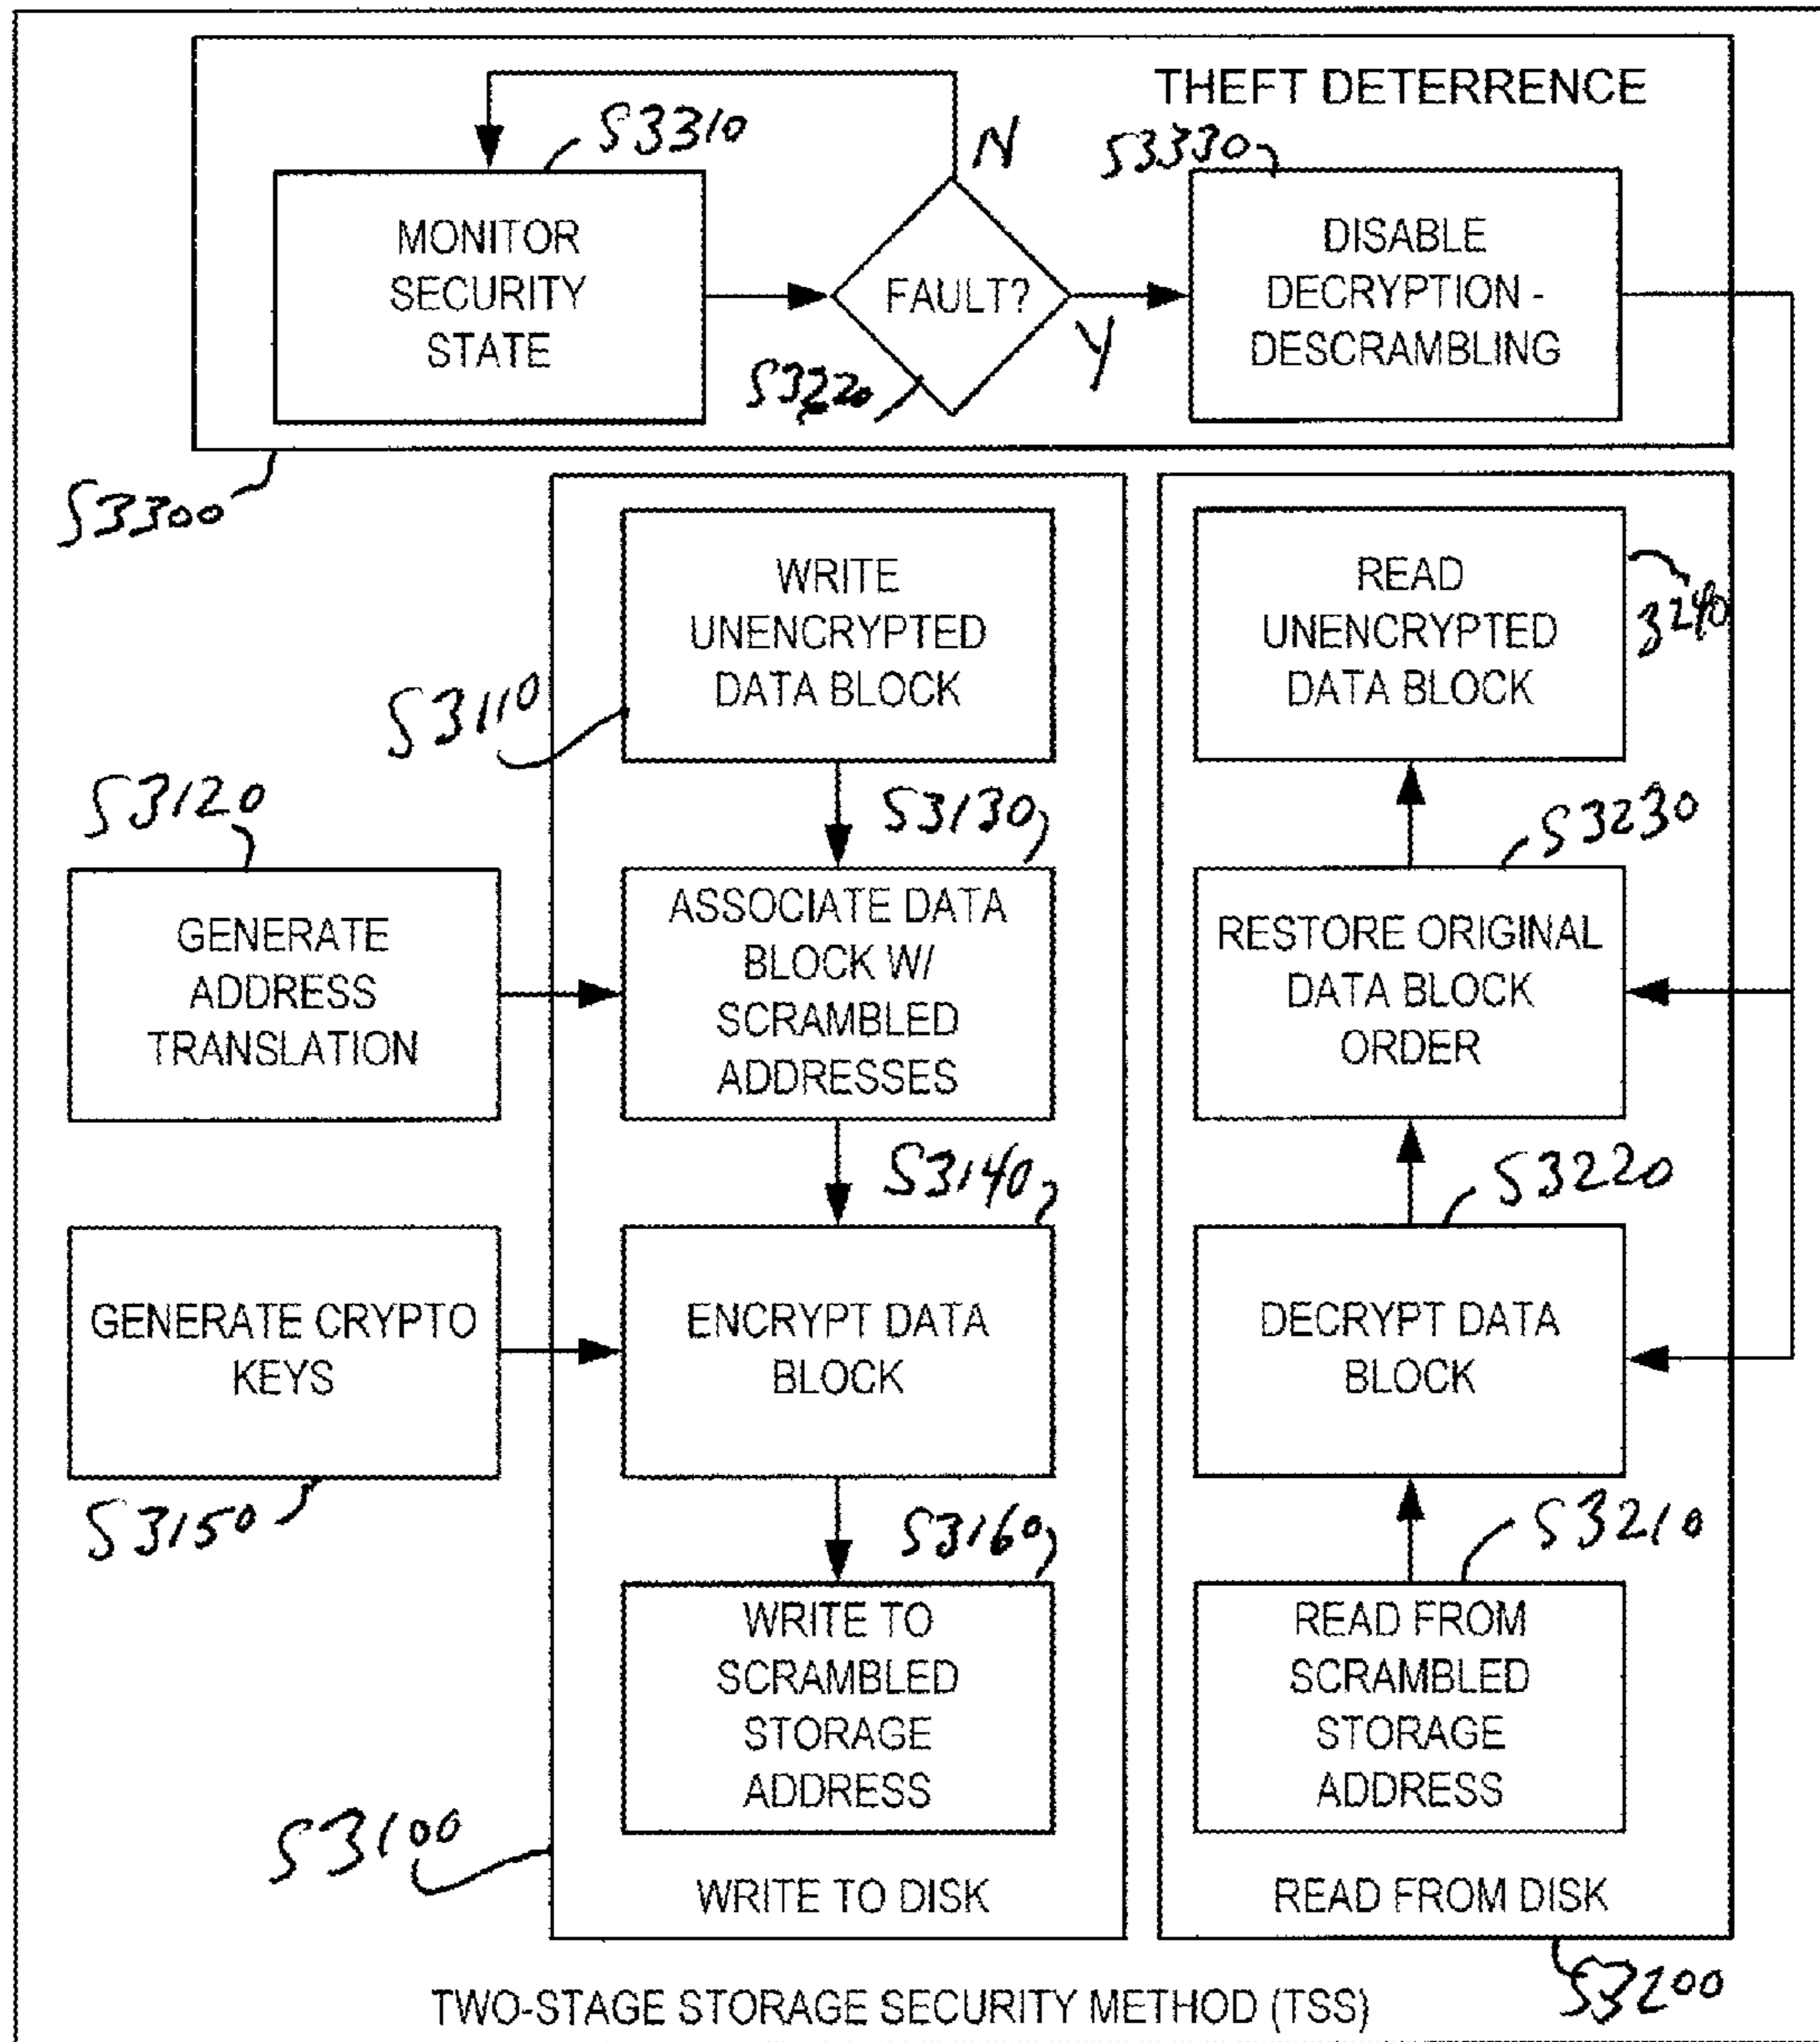 THEFT DETERRENCE
S3310
N
S3330
MONITOR
SECURITY
STATE
FAULT?
Y
DISABLE
DECRYPTION -
DESCRAMBLING
S3300
WRITE
UNENCRYPTED
DATA BLOCK
S3110
READ
UNENCRYPTED
DATA BLOCK
3240
S3120
S3130
S3230
GENERATE
ADDRESS
TRANSLATION
ASSOCIATE DATA
BLOCK W/
SCRAMBLED
ADDRESSES
RESTORE ORIGINAL
DATA BLOCK
ORDER
S3140
S3220
GENERATE CRYPTO
KEYS
ENCRYPT DATA
BLOCK
DECRYPT DATA
BLOCK
S3150
S3160
S3210
WRITE TO
SCRAMBLED
STORAGE
ADDRESS
READ FROM
SCRAMBLED
STORAGE
ADDRESS
S3100
WRITE TO DISK
READ FROM DISK
S3200
TWO-STAGE STORAGE SECURITY METHOD (TSS)